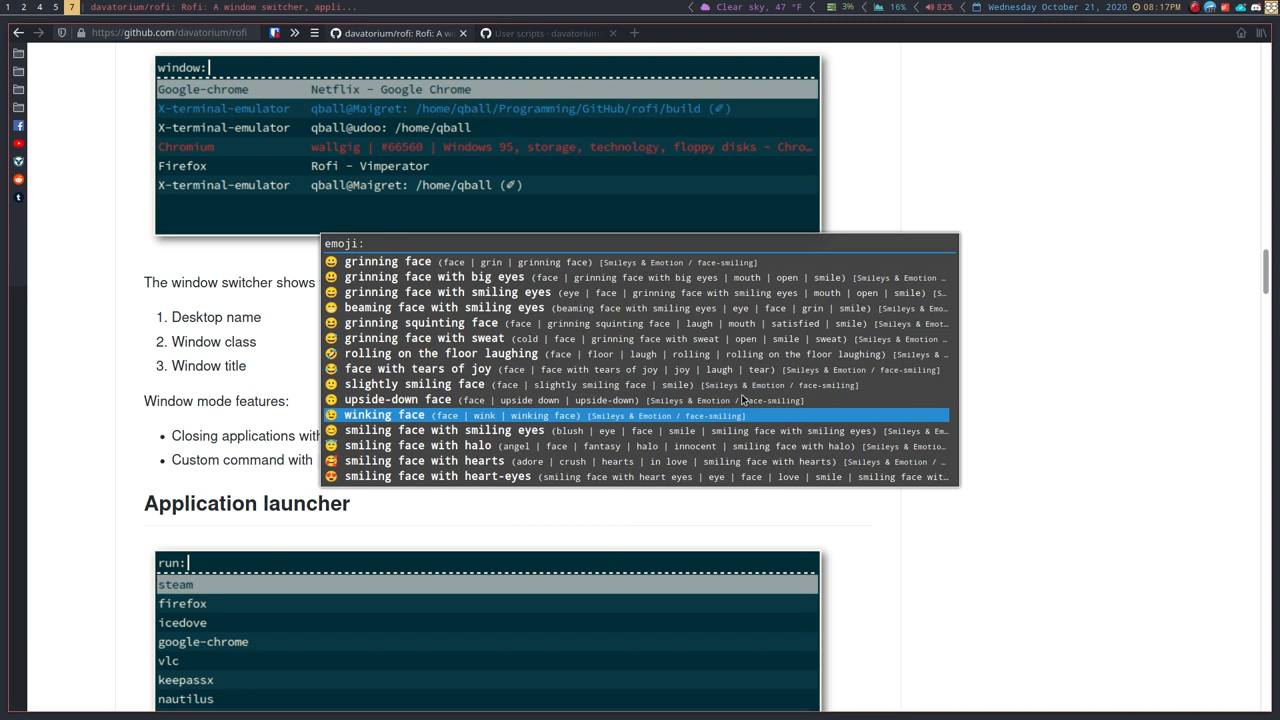 1 2 4 5 7 davatorium/rofi: Rofi: A window switcher, appli... Clear sky, 47 °F 3% 16% 82% Wednesday October 21, 2020 08:17PM
https://github.com/davatorium/rofi davatorium/rofi: Rofi: A w × User scripts · davatorium × +
window:
Google-chrome Netflix - Google Chrome
X-terminal-emulator qball@Maigret: /home/qball/Programming/GitHub/rofi/build (✐)
X-terminal-emulator qball@udoo: /home/qball
Chromium wallgig | #66560 | Windows 95, storage, technology, floppy disks - Chro…
Firefox Rofi - Vimperator
X-terminal-emulator qball@Maigret: /home/qball (✐)
The window switcher shows
1. Desktop name
2. Window class
3. Window title
Window mode features:
• Closing applications with
• Custom command with
emoji:
😀 grinning face (face | grin | grinning face) [Smileys & Emotion / face-smiling]
😃 grinning face with big eyes (face | grinning face with big eyes | mouth | open | smile) [Smileys & Emotion …
😄 grinning face with smiling eyes (eye | face | grinning face with smiling eyes | mouth | open | smile) [S…
😁 beaming face with smiling eyes (beaming face with smiling eyes | eye | face | grin | smile) [Smileys & Emo…
😆 grinning squinting face (face | grinning squinting face | laugh | mouth | satisfied | smile) [Smileys & Emot…
😅 grinning face with sweat (cold | face | grinning face with sweat | open | smile | sweat) [Smileys & Emotion …
🤣 rolling on the floor laughing (face | floor | laugh | rolling | rolling on the floor laughing) [Smileys & …
😂 face with tears of joy (face | face with tears of joy | joy | laugh | tear) [Smileys & Emotion / face-smiling]
🙂 slightly smiling face (face | slightly smiling face | smile) [Smileys & Emotion / face-smiling]
🙃 upside-down face (face | upside down | upside-down) [Smileys & Emotion / face-smiling]
😉 winking face (face | wink | winking face) [Smileys & Emotion / face-smiling]
😊 smiling face with smiling eyes (blush | eye | face | smile | smiling face with smiling eyes) [Smileys & Em…
😇 smiling face with halo (angel | face | fantasy | halo | innocent | smiling face with halo) [Smileys & Emotio…
🥰 smiling face with hearts (adore | crush | hearts | in love | smiling face with hearts) [Smileys & Emotion / …
😍 smiling face with heart-eyes (smiling face with heart eyes | eye | face | love | smile | smiling face wit…
Application launcher
run:
steam
firefox
icedove
google-chrome
vlc
keepassx
nautilus